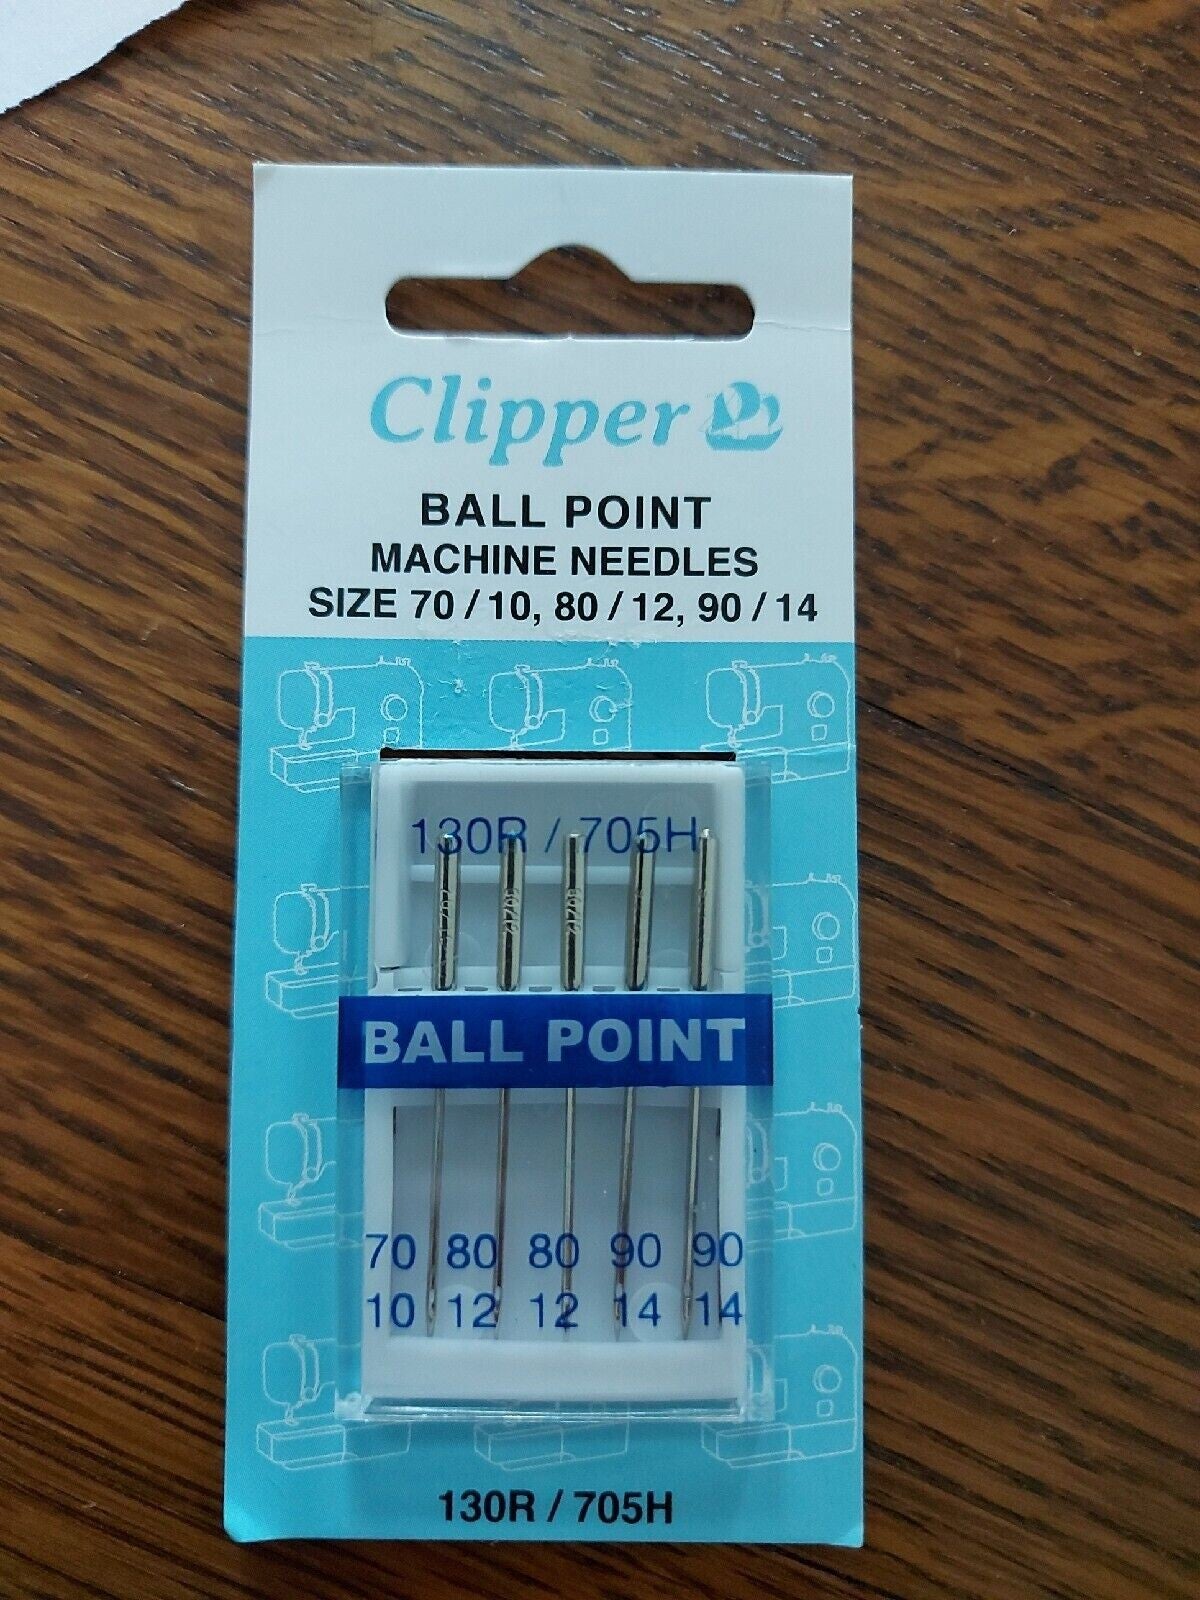 Clipper
BALL POINT
MACHINE NEEDLES
SIZE 70 / 10, 80 / 12, 90 / 14
130R / 705H
BALL POINT
70 80 80 90 90
10 12 12 14 14
130R / 705H